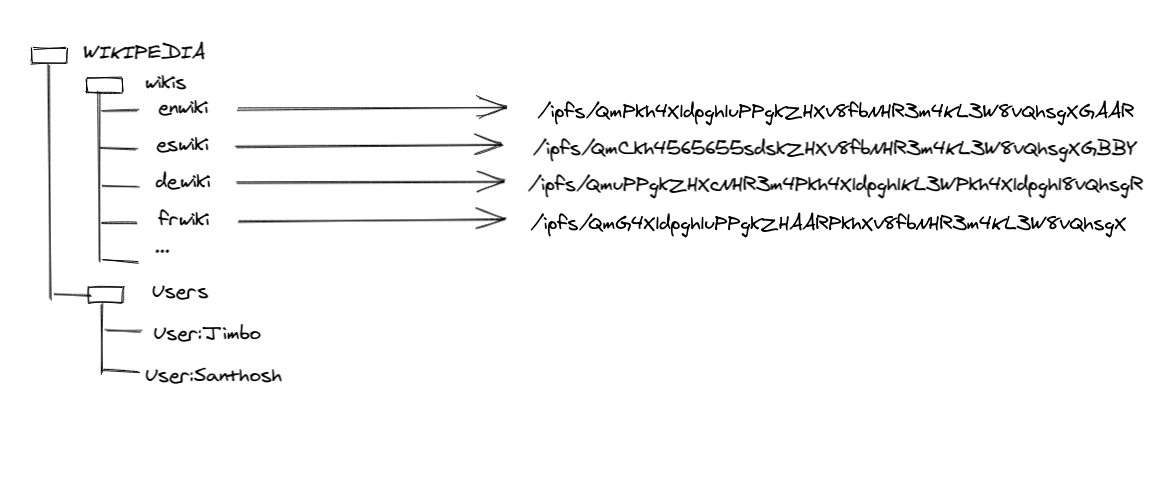 WIKIPEDIA
wikis
enwiki /ipfs/QmPKh4XldpghluPPgkZHXv8fbNHR3m4KL3W8vQhsgXGAAR
eswiki /ipfs/QmCKh4565655sdskZHXv8fbNHR3m4KL3W8vQhsgXGBBY
dewiki /ipfs/QmuPPgkZHXcNHR3m4PKh4XldpghlKL3WPKh4Xldpghl8vQhsgR
frwiki /ipfs/QmG4XldpghluPPgkZHAARPKhXv8fbNHR3m4KL3W8vQhsgX
...
Users
User:Jimbo
User:Santhosh